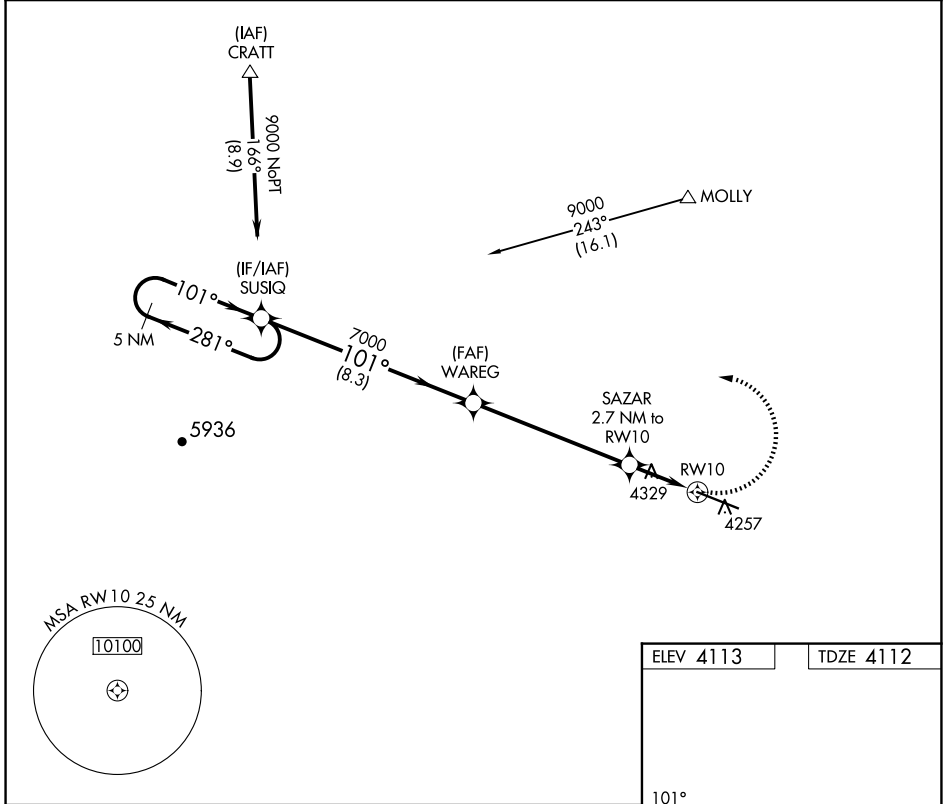 (IAF)
CRATT
9000 NoPT
166°
(8.9)
MOLLY
9000
243°
(16.1)
(IF/IAF)
SUSIQ
101°
281°
5 NM
7000
101°
(8.3)
(FAF)
WAREG
SAZAR
2.7 NM to
RW10
RW10
4329
4257
5936
MSA RW10 25 NM
10100
ELEV 4113
TDZE 4112
101°